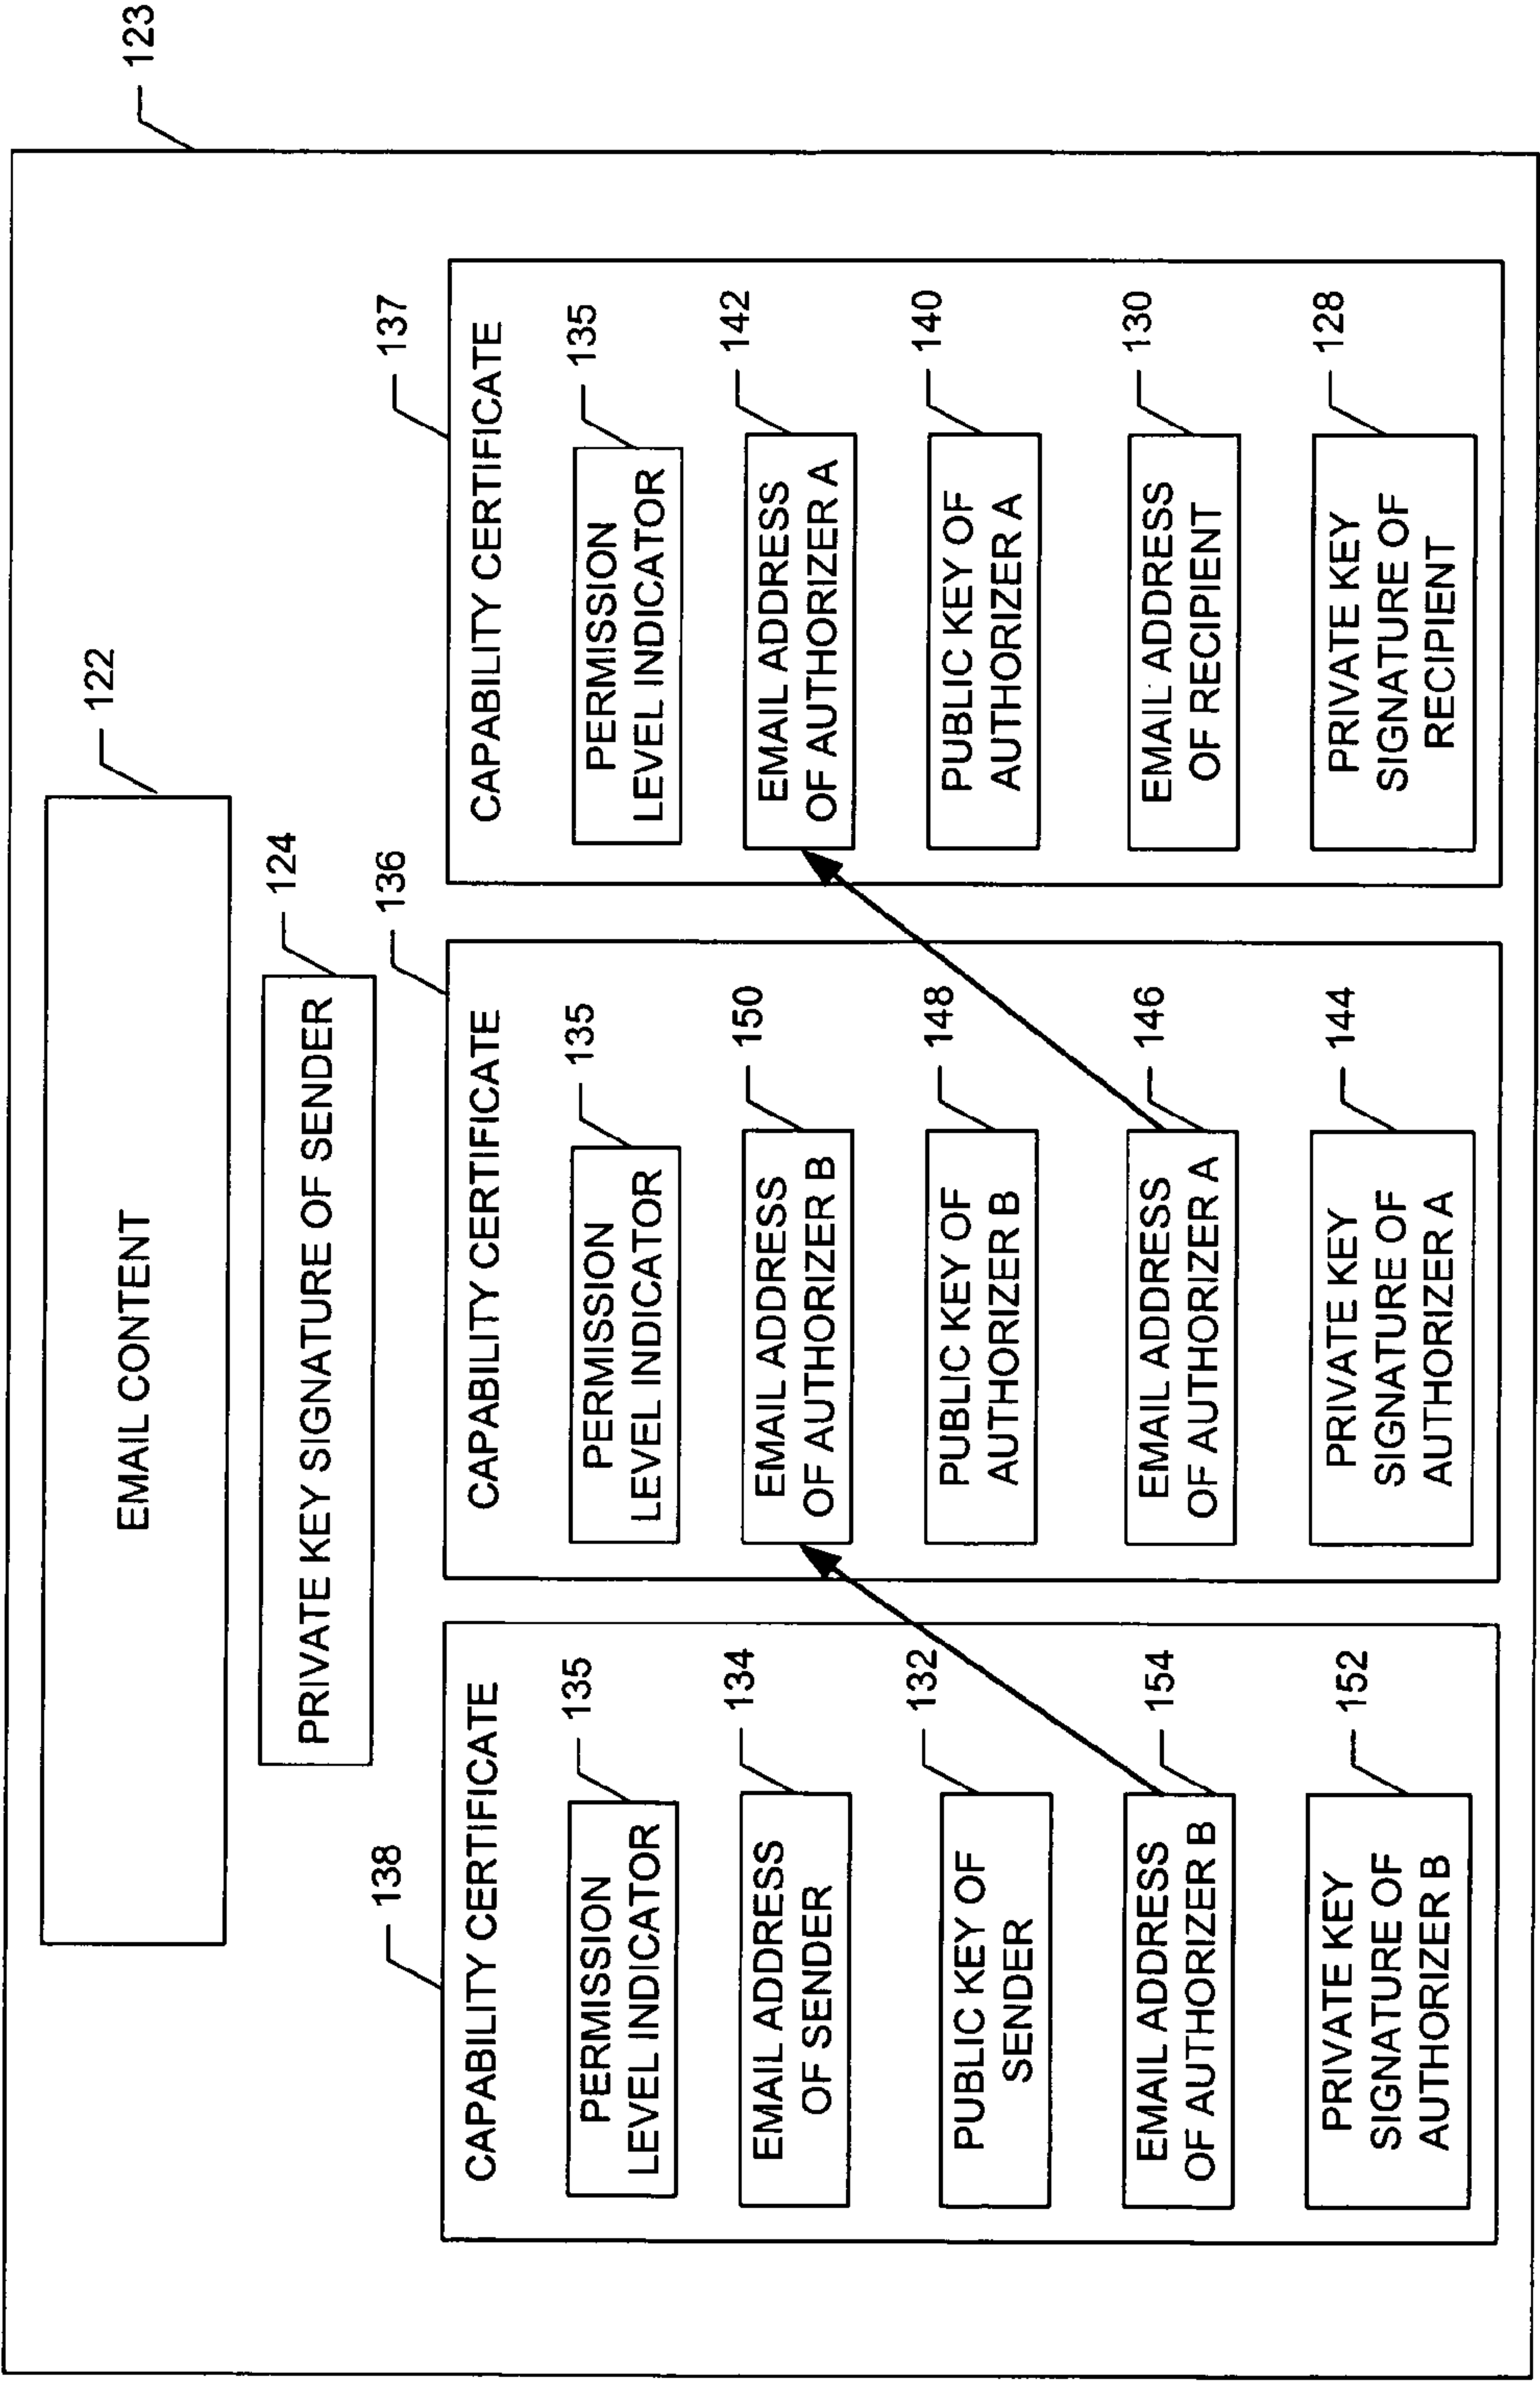 123
EMAIL CONTENT
122
PRIVATE KEY SIGNATURE OF SENDER
124
138
CAPABILITY CERTIFICATE
PERMISSION
LEVEL INDICATOR
135
EMAIL ADDRESS
OF SENDER
134
PUBLIC KEY OF
SENDER
132
EMAIL ADDRESS
OF AUTHORIZER B
154
PRIVATE KEY
SIGNATURE OF
AUTHORIZER B
152
136
CAPABILITY CERTIFICATE
PERMISSION
LEVEL INDICATOR
135
EMAIL ADDRESS
OF AUTHORIZER B
150
PUBLIC KEY OF
AUTHORIZER B
148
EMAIL ADDRESS
OF AUTHORIZER A
146
PRIVATE KEY
SIGNATURE OF
AUTHORIZER A
144
137
CAPABILITY CERTIFICATE
PERMISSION
LEVEL INDICATOR
135
EMAIL ADDRESS
OF AUTHORIZER A
142
PUBLIC KEY OF
AUTHORIZER A
140
EMAIL ADDRESS
OF RECIPIENT
130
PRIVATE KEY
SIGNATURE OF
RECIPIENT
128